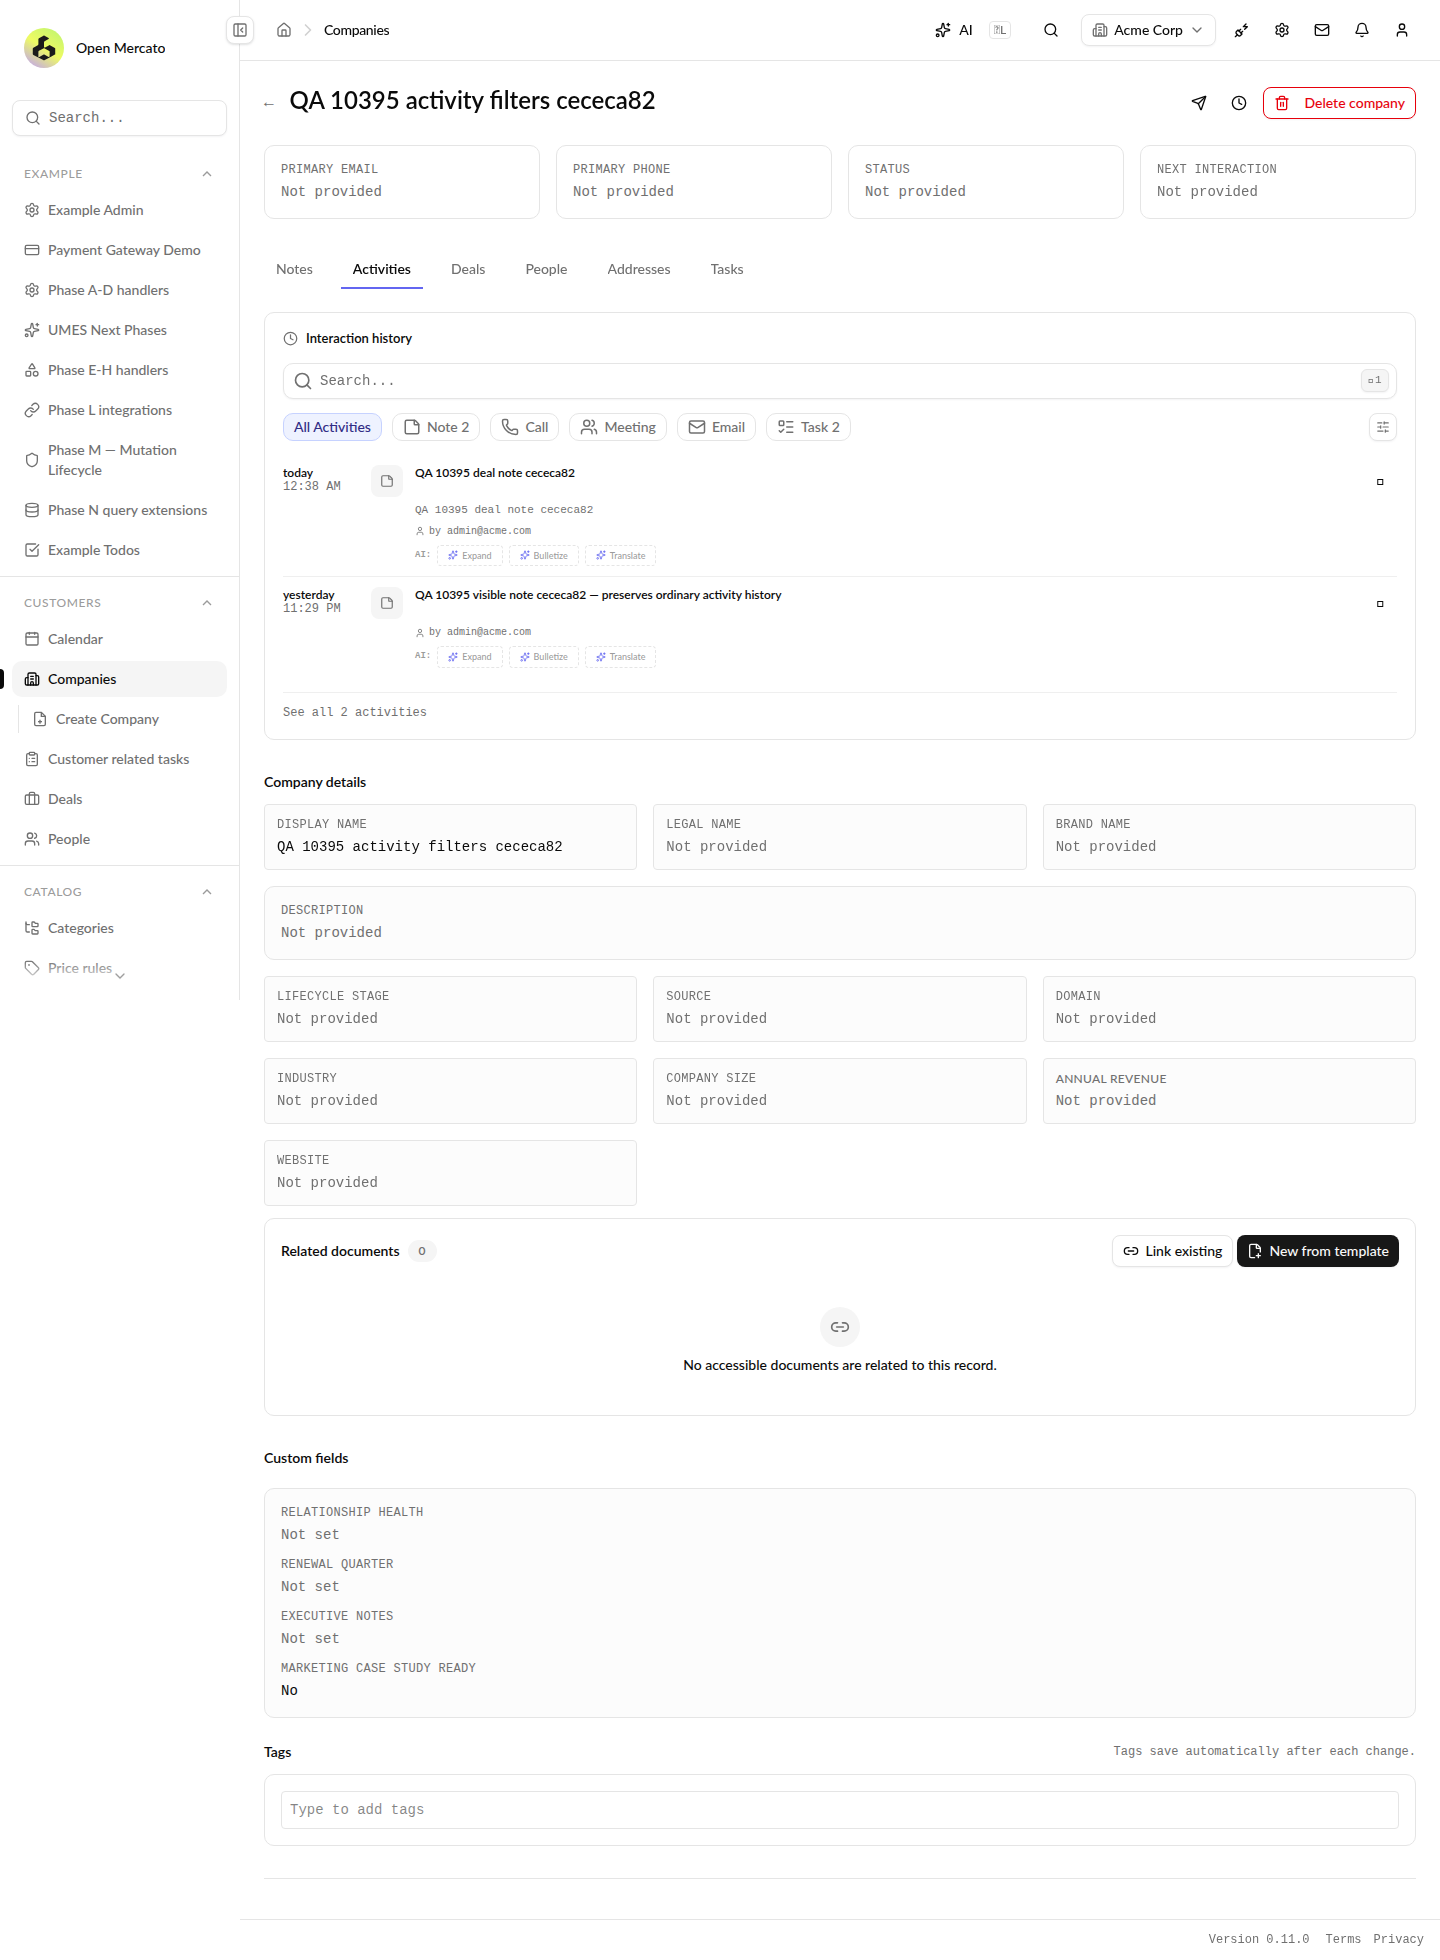 Open Mercato
Companies
AI
L
Acme Corp
Search...
← QA 10395 activity filters cececa82
Delete company
EXAMPLE
Example Admin
Payment Gateway Demo
Phase A-D handlers
UMES Next Phases
Phase E-H handlers
Phase L integrations
Phase M — Mutation
Lifecycle
Phase N query extensions
Example Todos
CUSTOMERS
Calendar
Companies
Create Company
Customer related tasks
Deals
People
CATALOG
Categories
Price rules
PRIMARY EMAIL
Not provided
PRIMARY PHONE
Not provided
STATUS
Not provided
NEXT INTERACTION
Not provided
Notes
Activities
Deals
People
Addresses
Tasks
Interaction history
Search...
1
All Activities
Note 2
Call
Meeting
Email
Task 2
today
12:38 AM
QA 10395 deal note cececa82
QA 10395 deal note cececa82
by admin@acme.com
AI: Expand Bulletize Translate
yesterday
11:29 PM
QA 10395 visible note cececa82 — preserves ordinary activity history
by admin@acme.com
AI: Expand Bulletize Translate
See all 2 activities
Company details
DISPLAY NAME
QA 10395 activity filters cececa82
LEGAL NAME
Not provided
BRAND NAME
Not provided
DESCRIPTION
Not provided
LIFECYCLE STAGE
Not provided
SOURCE
Not provided
DOMAIN
Not provided
INDUSTRY
Not provided
COMPANY SIZE
Not provided
ANNUAL REVENUE
Not provided
WEBSITE
Not provided
Related documents 0
Link existing
New from template
No accessible documents are related to this record.
Custom fields
RELATIONSHIP HEALTH
Not set
RENEWAL QUARTER
Not set
EXECUTIVE NOTES
Not set
MARKETING CASE STUDY READY
No
Tags
Tags save automatically after each change.
Type to add tags
Version 0.11.0 Terms Privacy